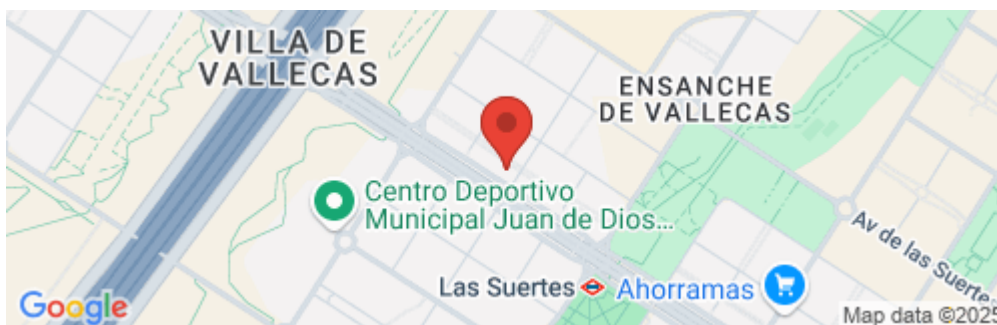 VILLA DE
VALLECAS
ENSANCHE
DE VALLECAS
Centro Deportivo
Municipal Juan de Dios...
Av de las Suertes
Las Suertes
Ahorramas
Google
Map data ©2025